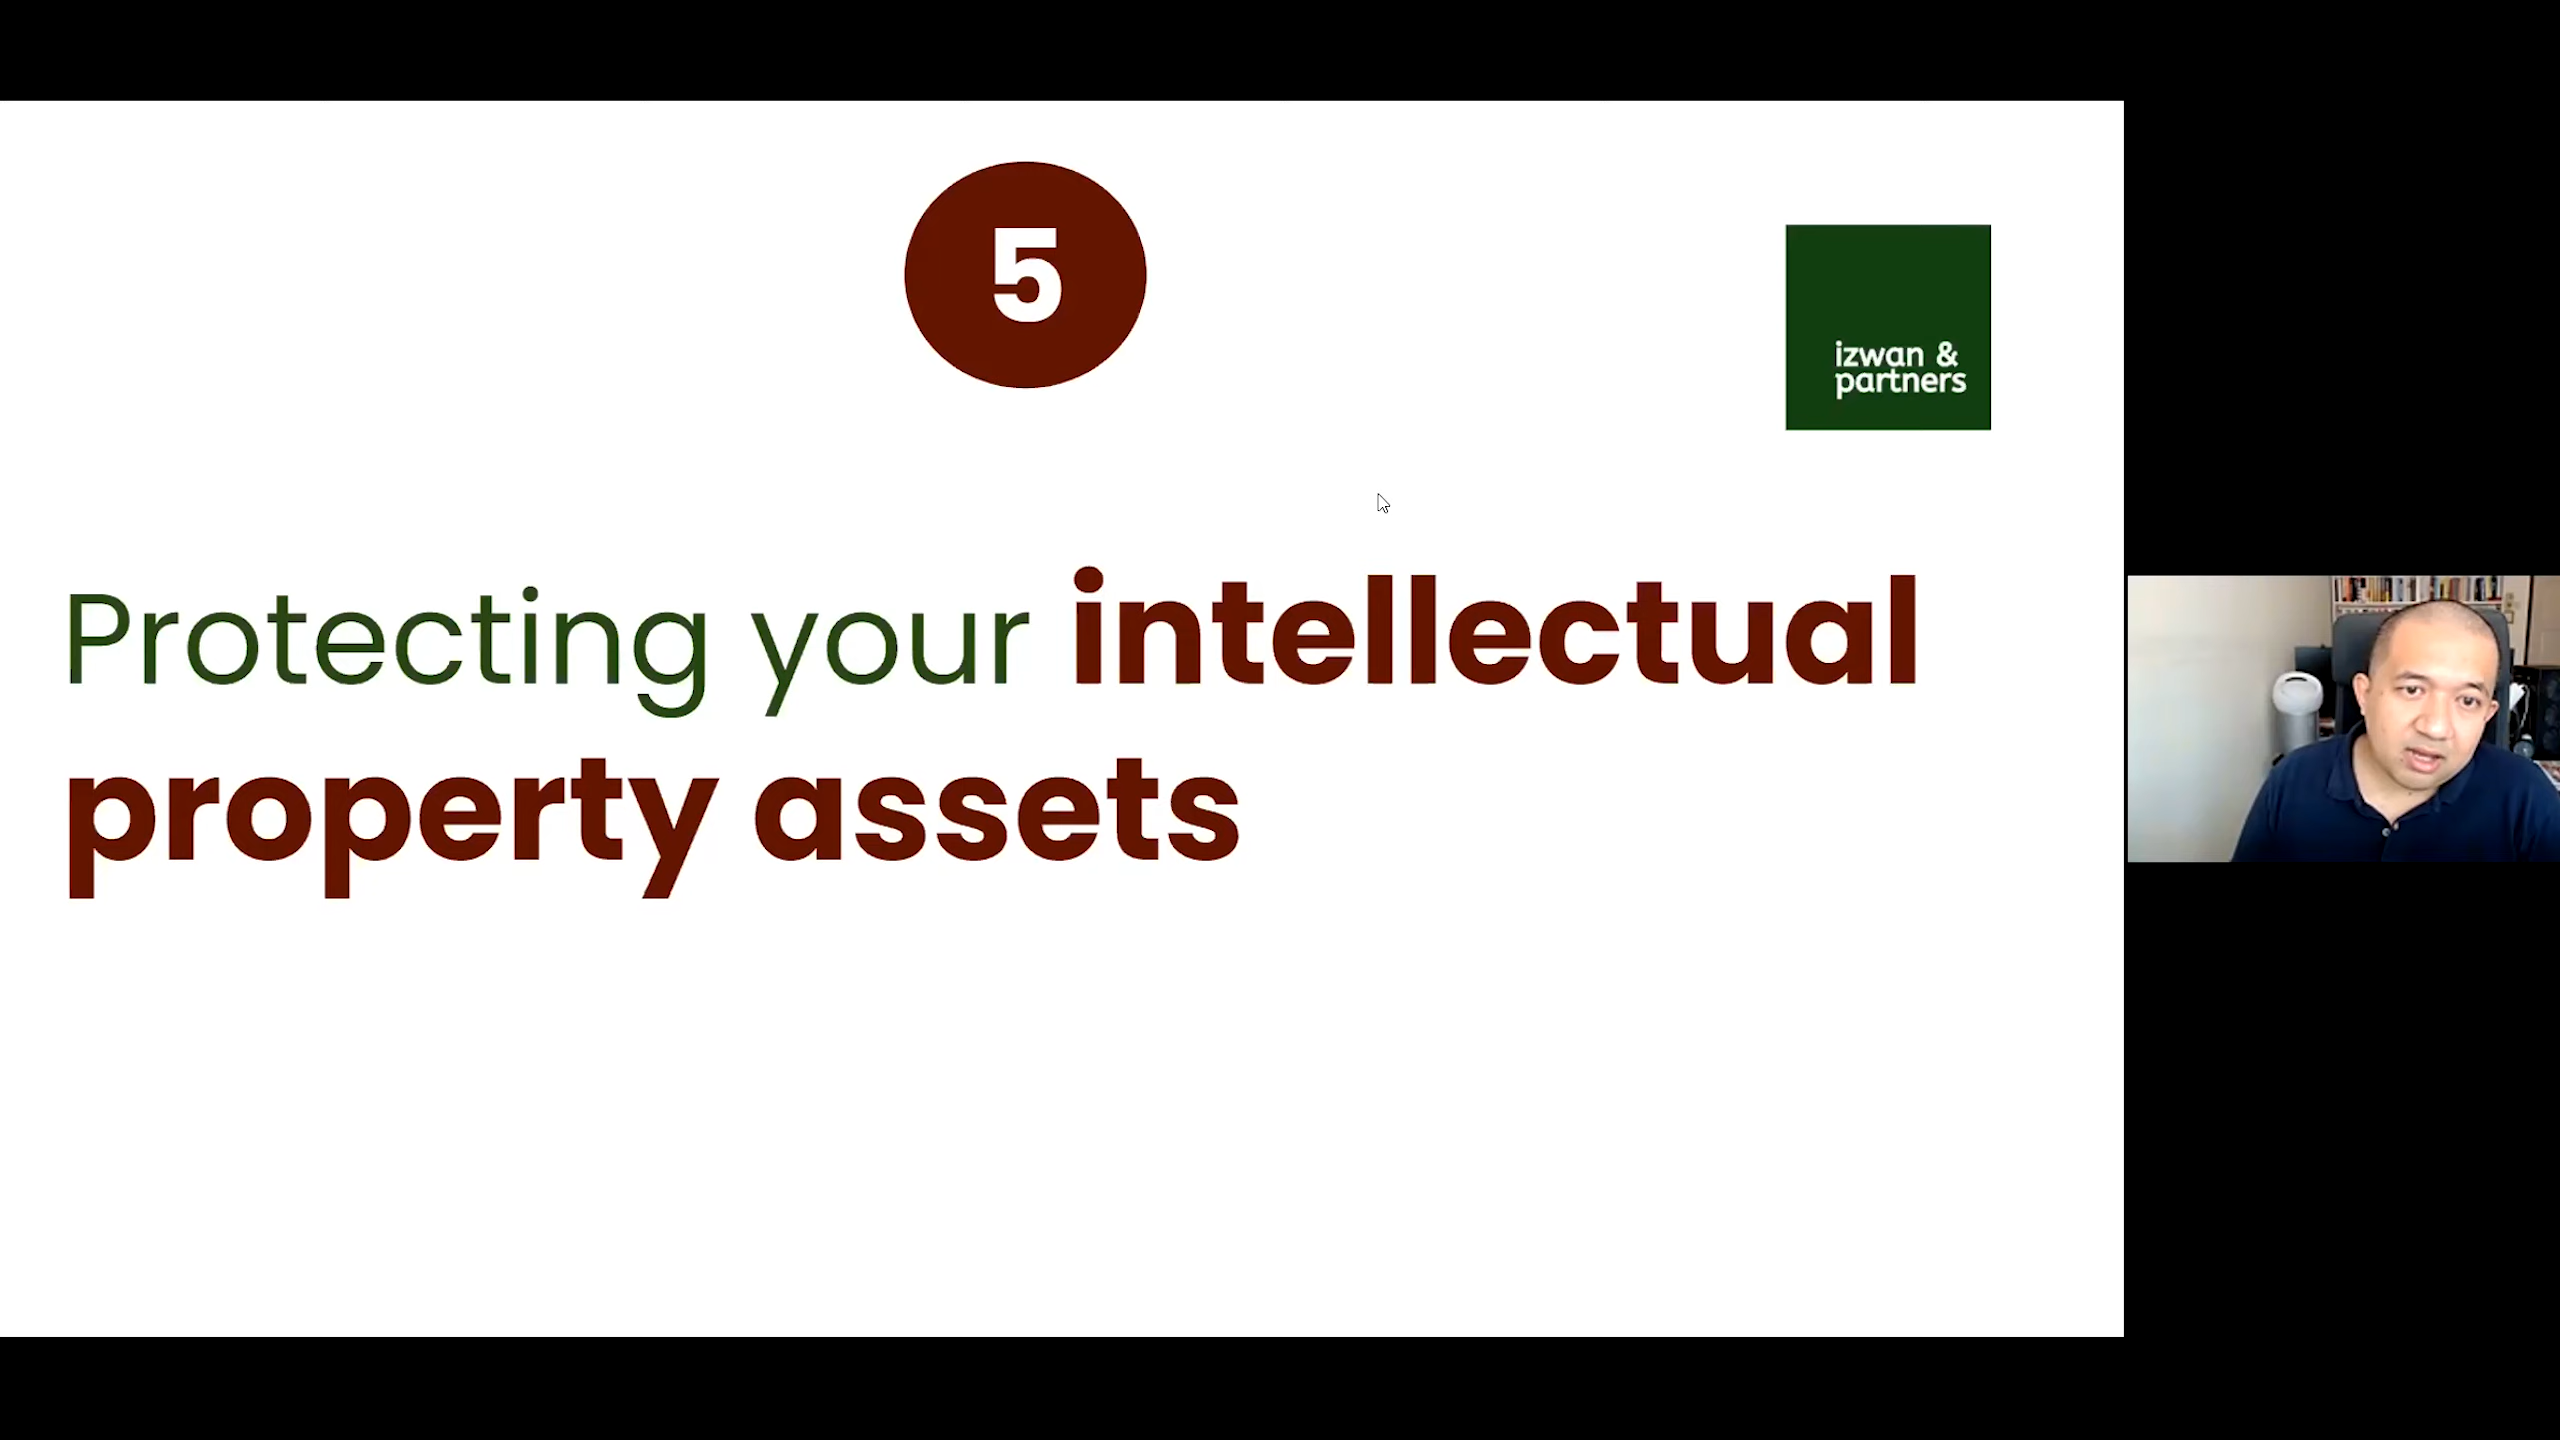 5
izwan &
partners
Protecting your intellectual
property assets